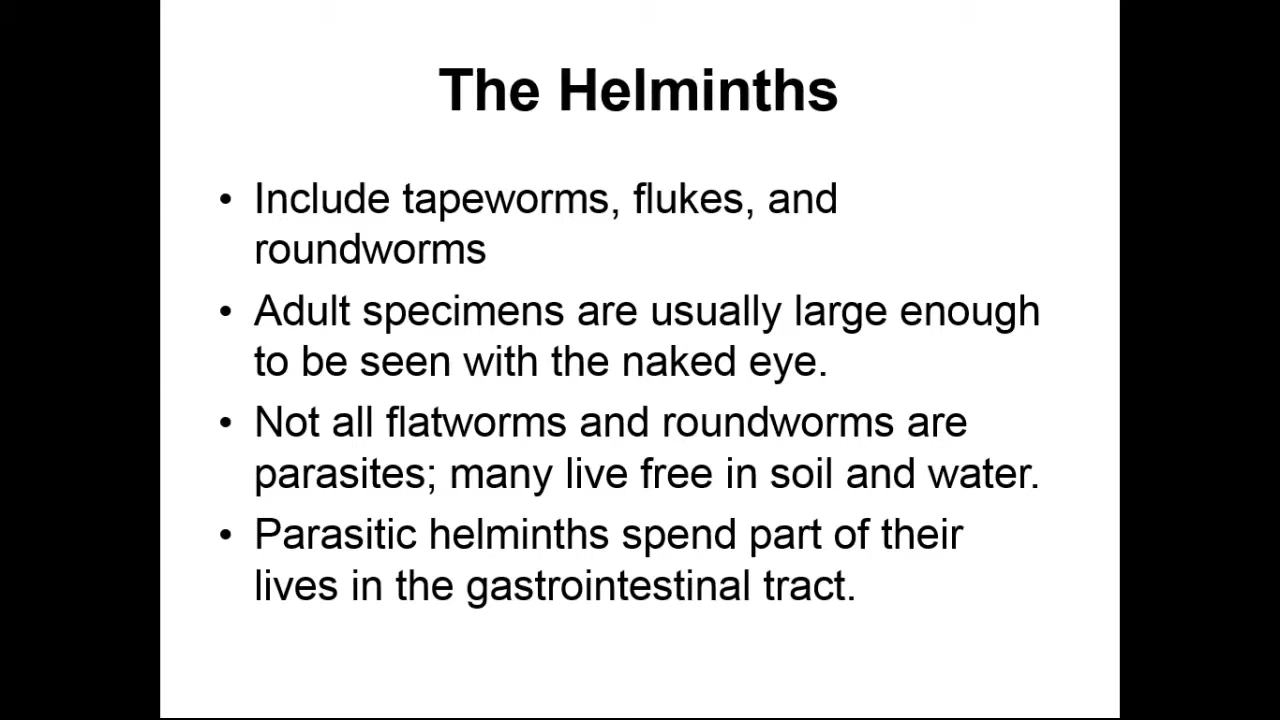 The Helminths
• Include tapeworms, flukes, and
roundworms
• Adult specimens are usually large enough
to be seen with the naked eye.
• Not all flatworms and roundworms are
parasites; many live free in soil and water.
• Parasitic helminths spend part of their
lives in the gastrointestinal tract.